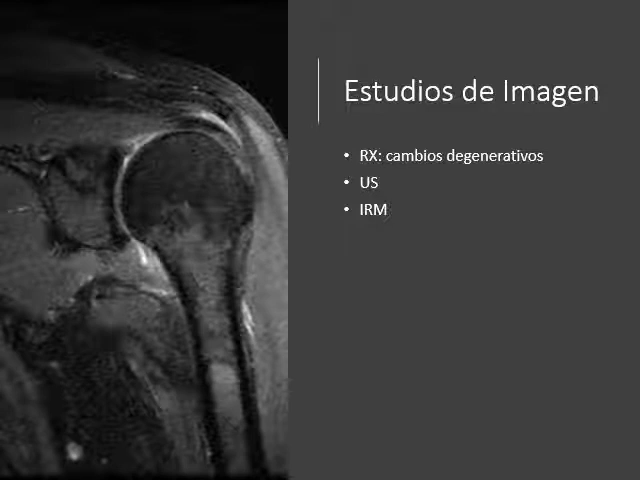 Estudios de Imagen
• RX: cambios degenerativos
• US
• IRM